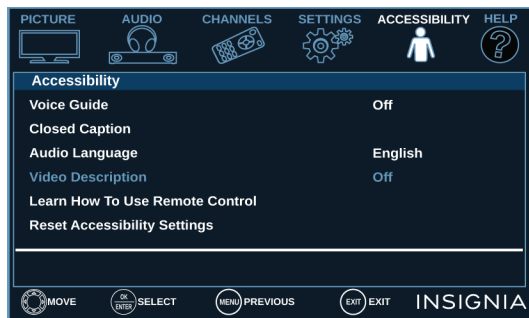 PICTURE AUDIO CHANNELS SETTINGS ACCESSIBILITY HELP
?
Accessibility
Voice Guide Off
Closed Caption
Audio Language English
Video Description Off
Learn How To Use Remote Control
Reset Accessibility Settings
MOVE OK ENTER SELECT MENU PREVIOUS EXIT EXIT INSIGNIA